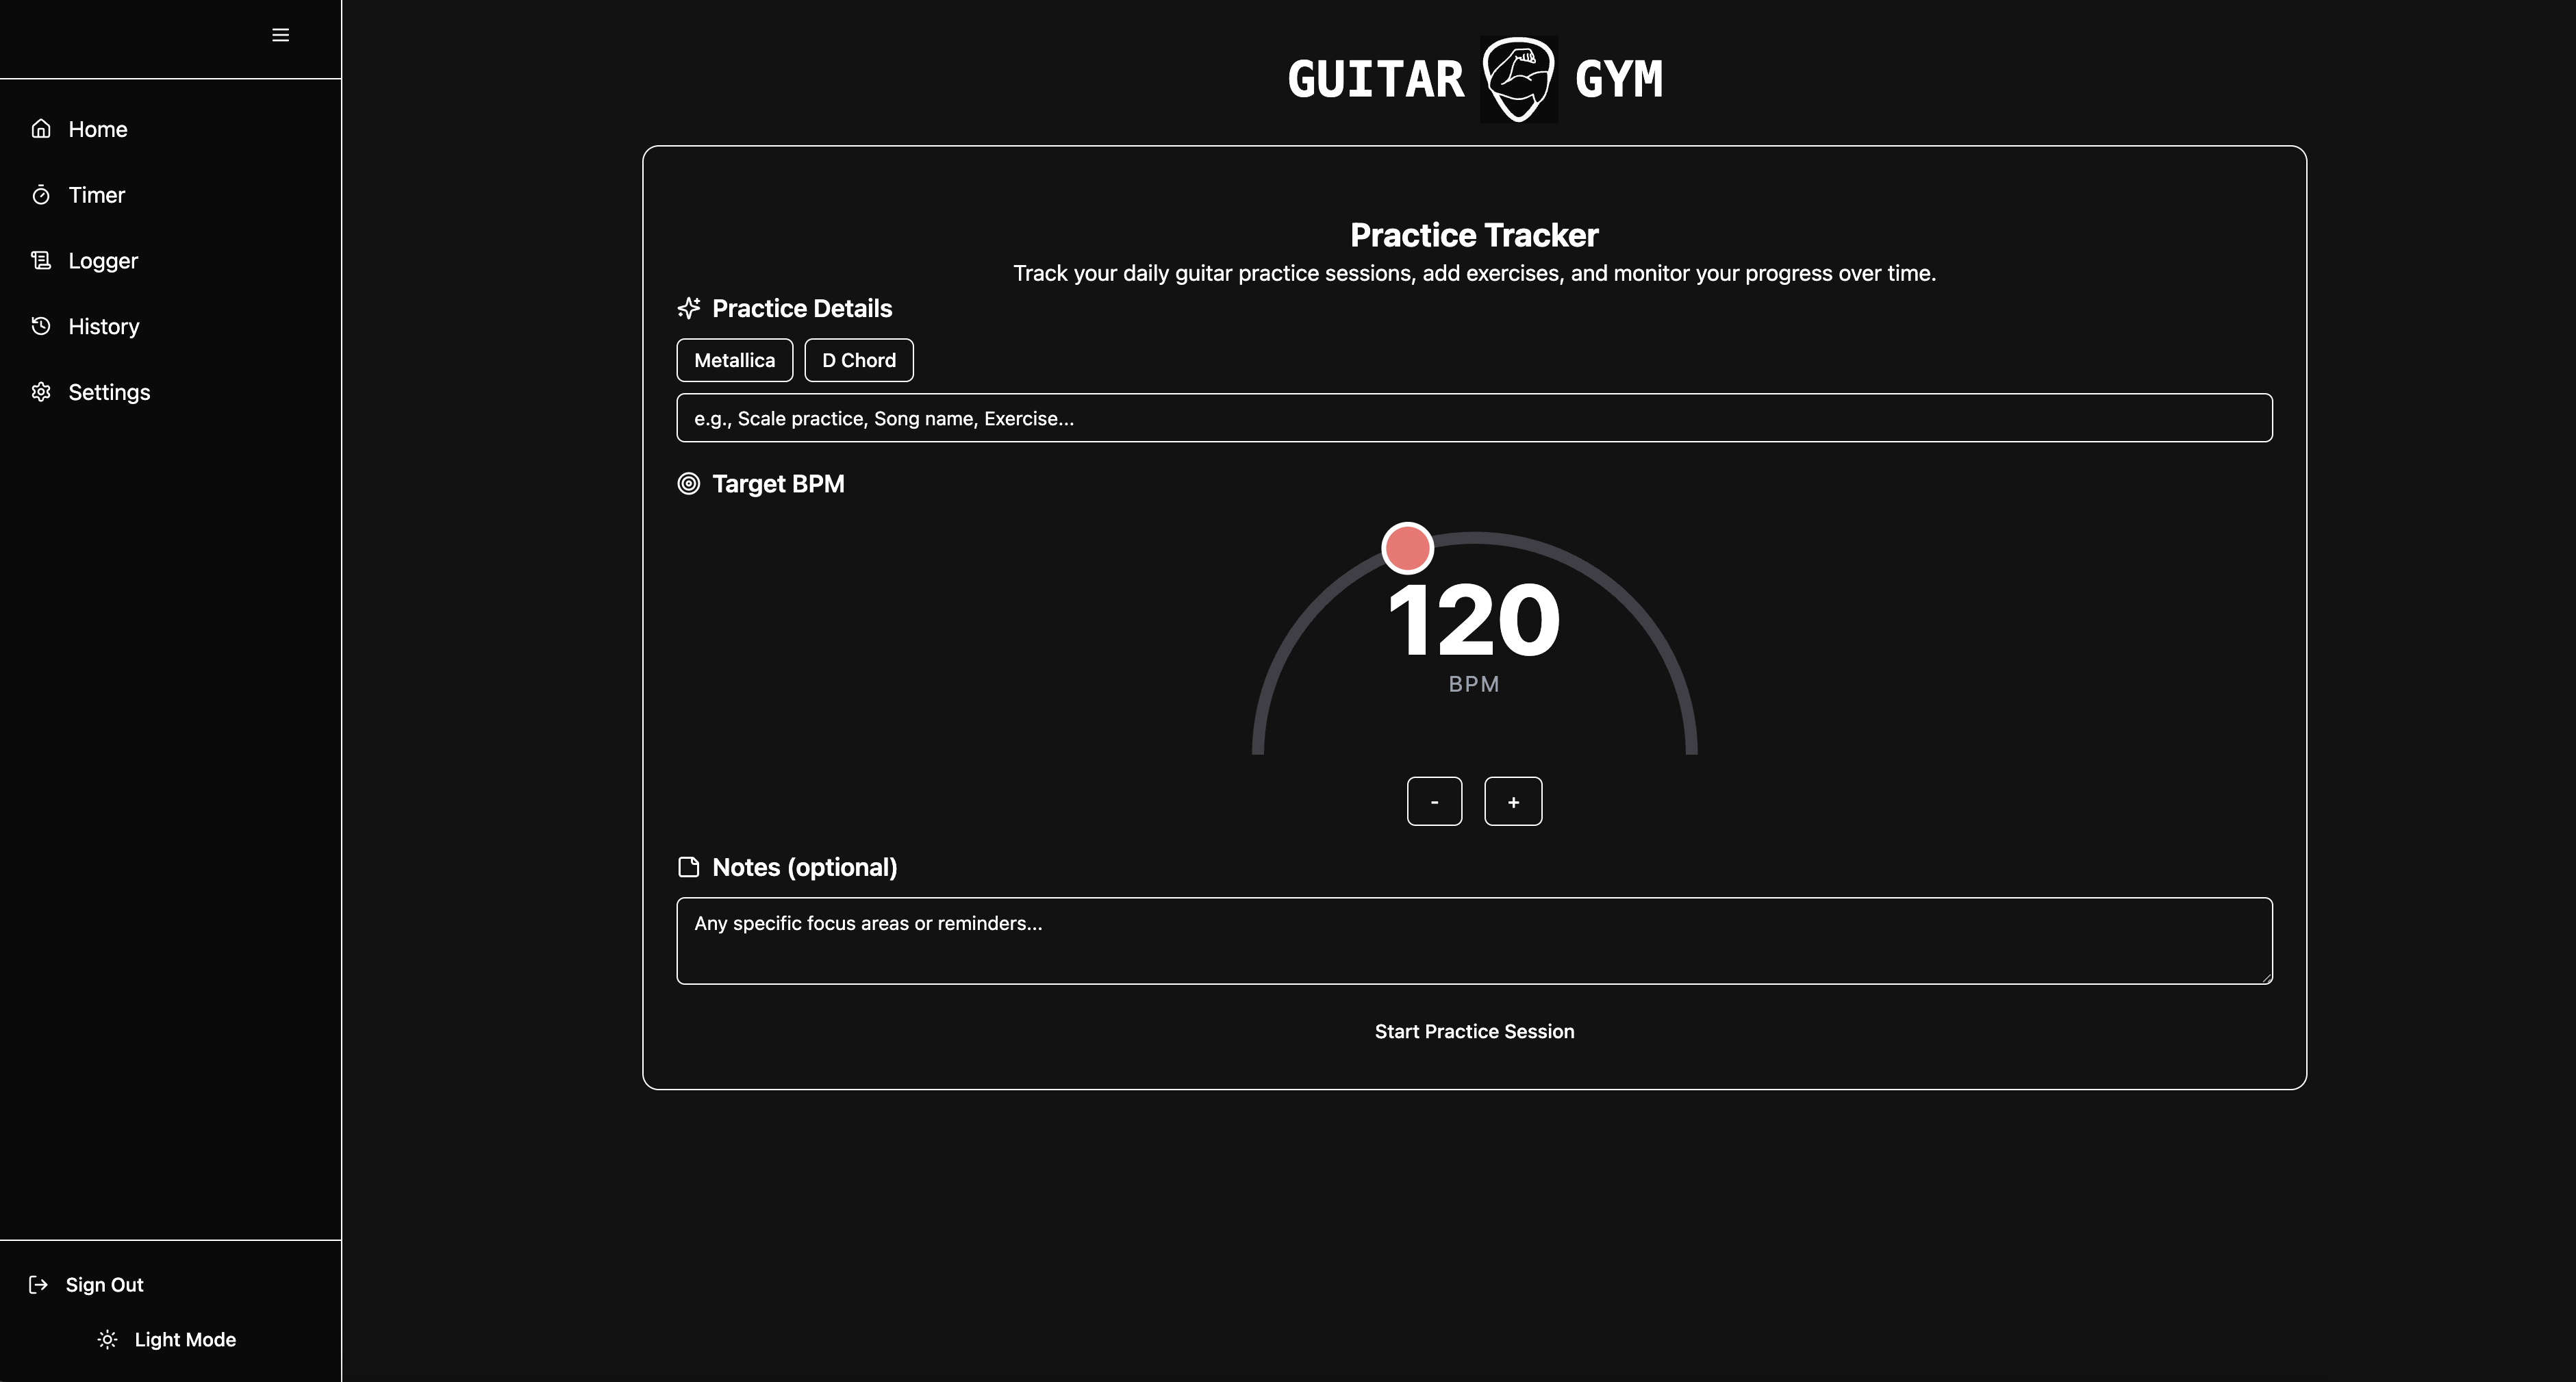 GUITAR GYM
Home
Timer
Logger
History
Settings
Sign Out
Light Mode
Practice Tracker
Track your daily guitar practice sessions, add exercises, and monitor your progress over time.
Practice Details
Metallica D Chord
e.g., Scale practice, Song name, Exercise...
Target BPM
120
BPM
- +
Notes (optional)
Any specific focus areas or reminders...
Start Practice Session